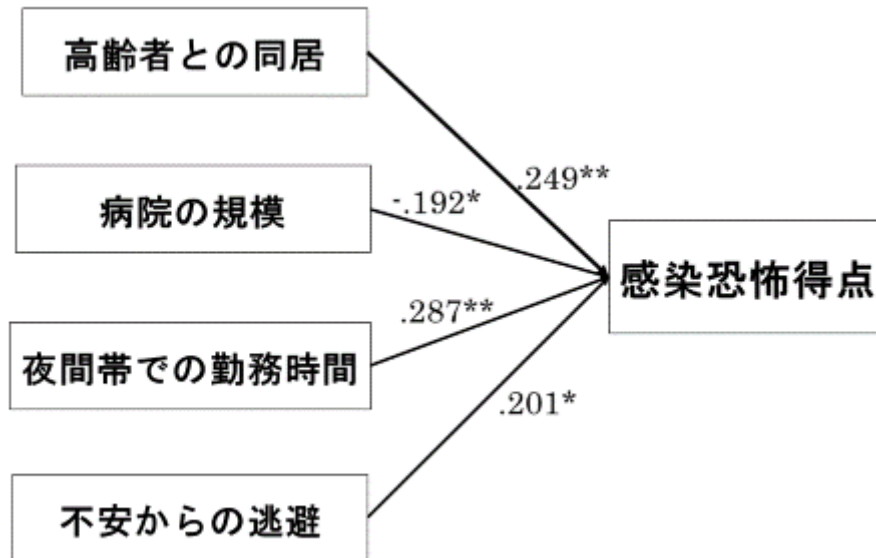 高齢者との同居
.249**
病院の規模
-.192*
感染恐怖得点
.287**
夜間帯での勤務時間
.201*
不安からの逃避